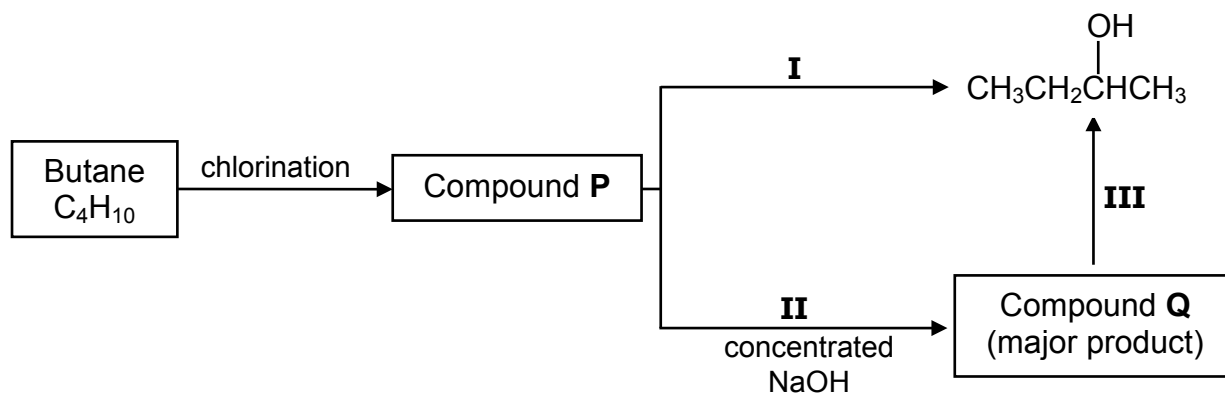 OH
I
CH₃CH₂CHCH₃
Butane
C₄H₁₀
chlorination
Compound P
III
II
concentrated
NaOH
Compound Q
(major product)